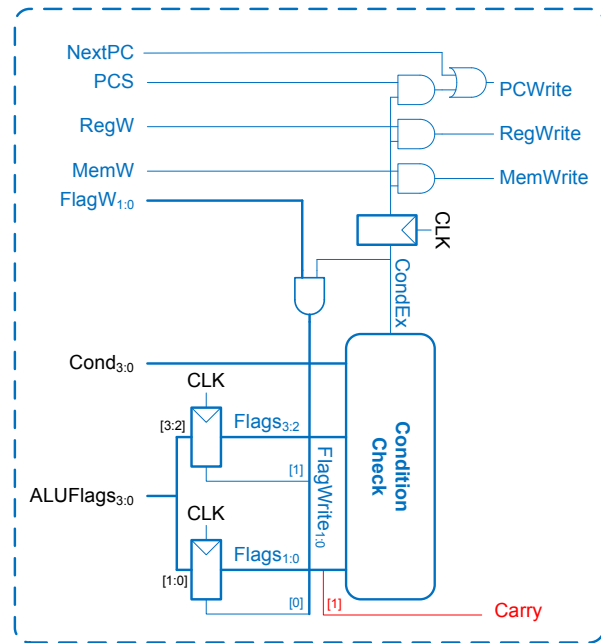 NextPC
PCS
PCWrite
RegW
RegWrite
MemW
MemWrite
FlagW1:0
CLK
CondEx
Cond3:0
CLK
[3:2]
Flags3:2
Condition
Check
[1]
FlagWrite1:0
ALUFlags3:0
CLK
Flags1:0
[1:0]
[0]
[1]
Carry